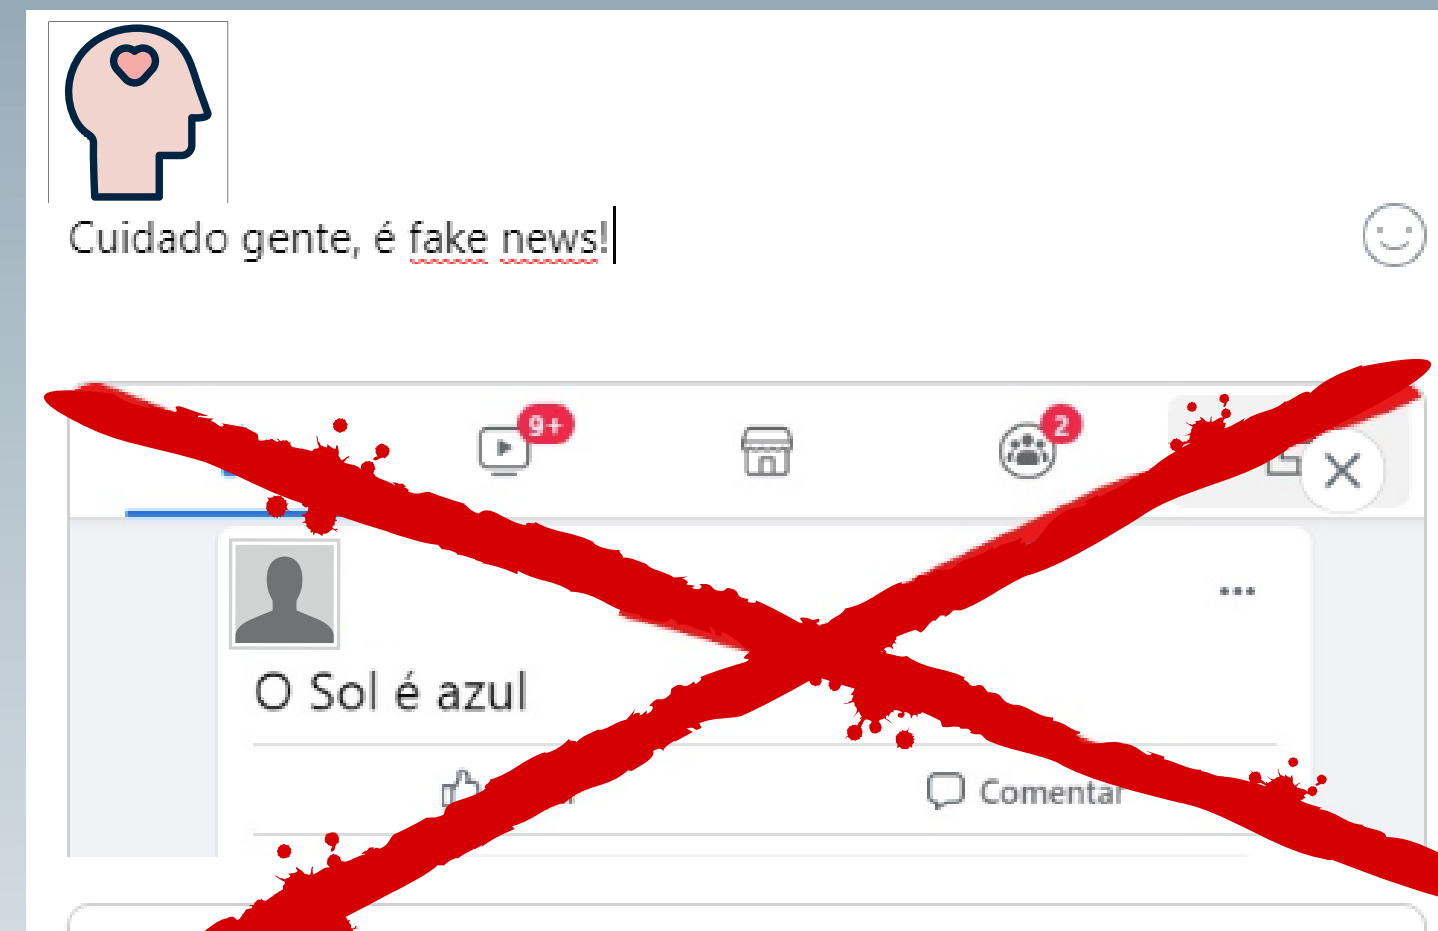 Cuidado gente, é fake news!
9+
2
O Sol é azul
Comentar